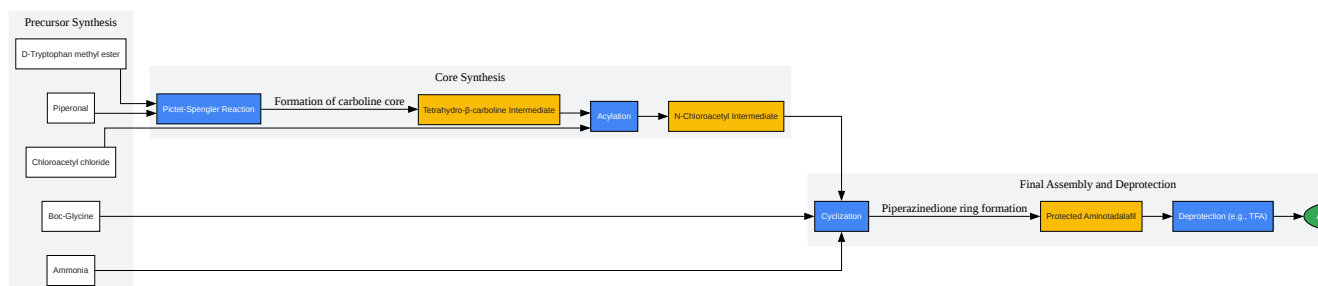 Precursor Synthesis
D-Tryptophan methyl ester
Piperonal
Chloroacetyl chloride
Boc-Glycine
Ammonia
Core Synthesis
Pictet-Spengler Reaction
Formation of carboline core
Tetrahydro-β-carboline Intermediate
Acylation
N-Chloroacetyl Intermediate
Final Assembly and Deprotection
Cyclization
Piperazinedione ring formation
Protected Aminotadalafil
Deprotection (e.g., TFA)